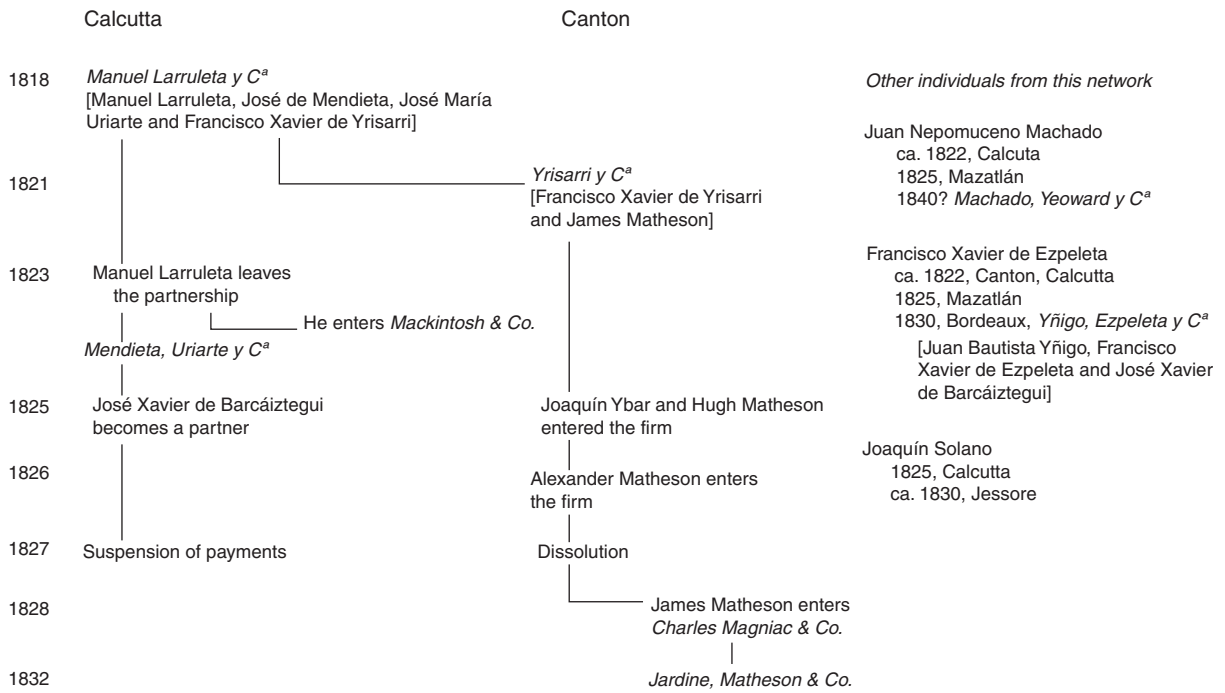 Calcutta
Canton
1818
Manuel Larruleta y Cª
[Manuel Larruleta, José de Mendieta, José María
Uriarte and Francisco Xavier de Yrisarri]
Other individuals from this network
Juan Nepomuceno Machado
ca. 1822, Calcuta
1825, Mazatlán
1840? Machado, Yeoward y Cª
1821
Yrisarri y Cª
[Francisco Xavier de Yrisarri
and James Matheson]
Francisco Xavier de Ezpeleta
ca. 1822, Canton, Calcutta
1825, Mazatlán
1830, Bordeaux, Yñigo, Ezpeleta y Cª
[Juan Bautista Yñigo, Francisco
Xavier de Ezpeleta and José Xavier
de Barcáiztegui]
1823
Manuel Larruleta leaves
the partnership
He enters Mackintosh & Co.
Mendieta, Uriarte y Cª
1825
José Xavier de Barcáiztegui
becomes a partner
Joaquín Ybar and Hugh Matheson
entered the firm
Joaquín Solano
1825, Calcutta
ca. 1830, Jessore
1826
Alexander Matheson enters
the firm
1827
Suspension of payments
Dissolution
1828
James Matheson enters
Charles Magniac & Co.
1832
Jardine, Matheson & Co.